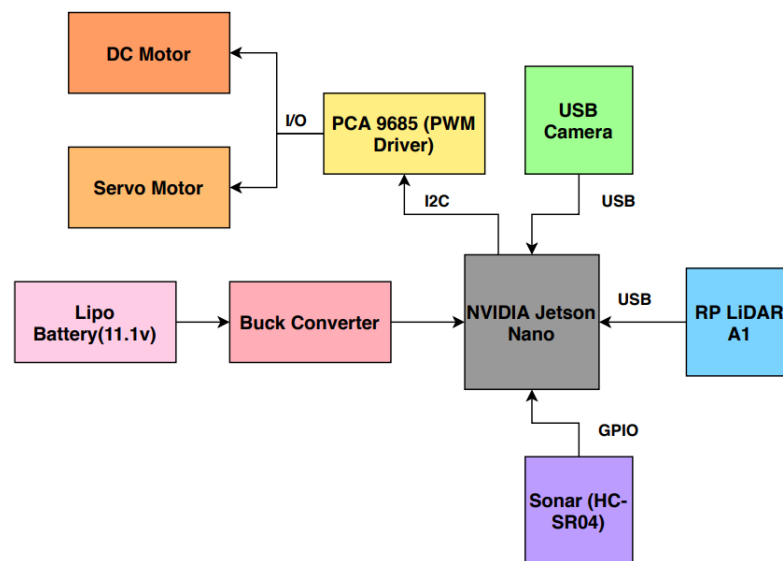 DC Motor
I/O
PCA 9685 (PWM
Driver)
USB
Camera
Servo Motor
I2C
USB
Lipo
Battery(11.1v)
Buck Converter
NVIDIA Jetson
Nano
USB
RP LiDAR
A1
GPIO
Sonar (HC-
SR04)